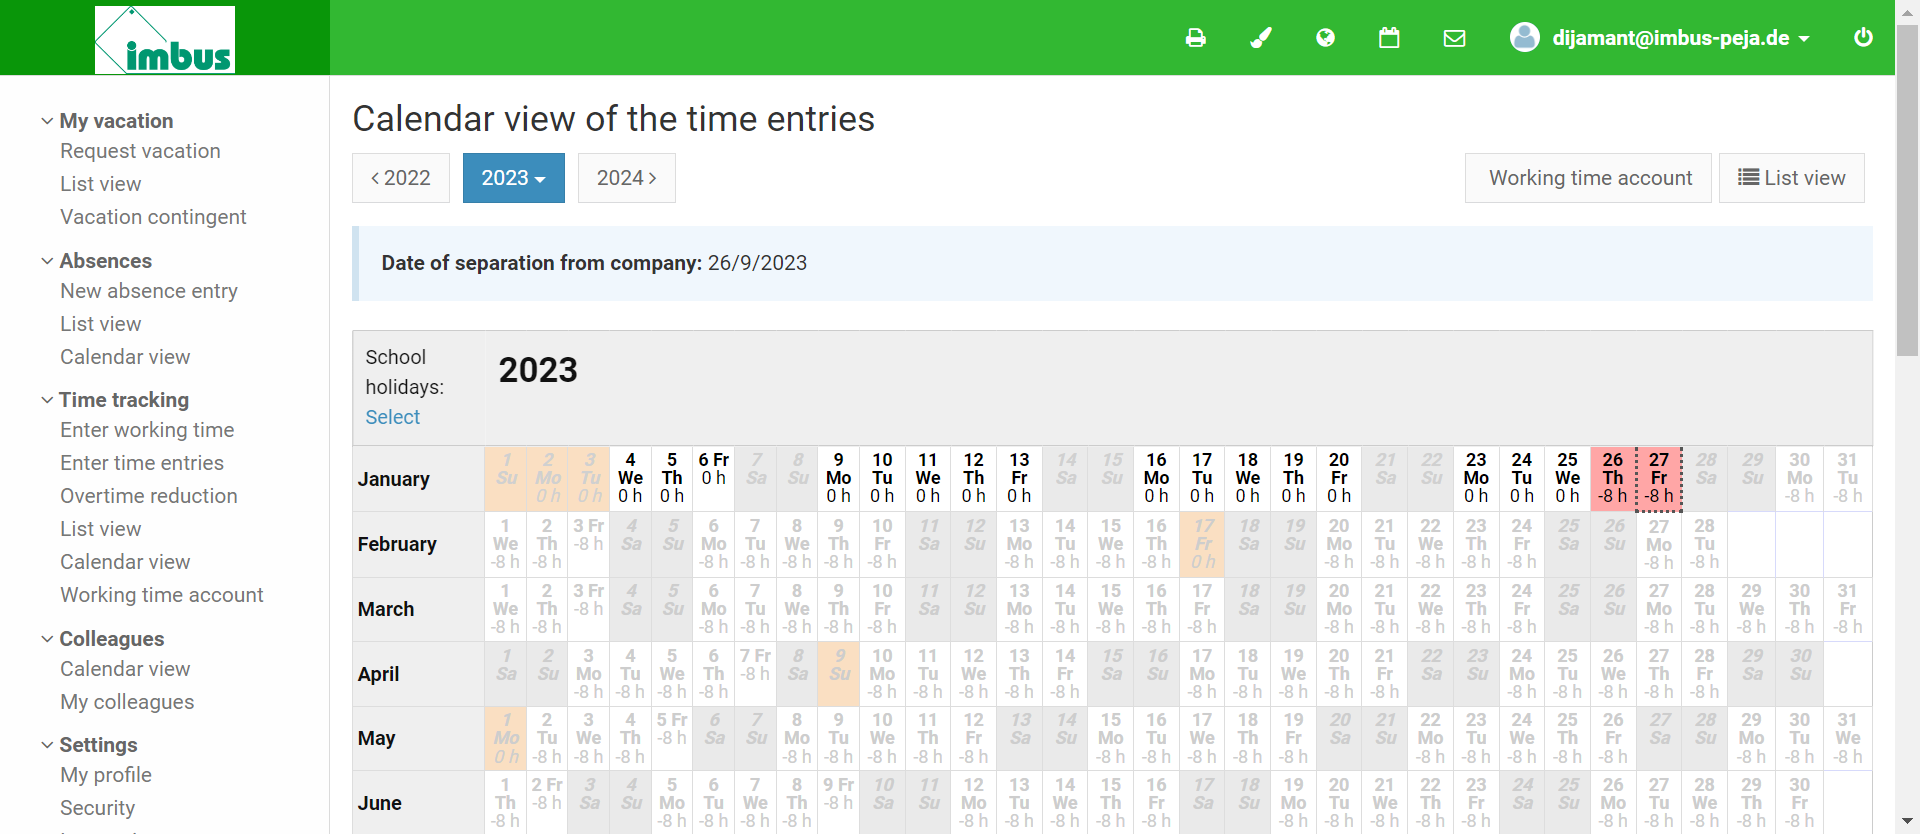 imbus
dijamant@imbus-peja.de
My vacation
Request vacation
List view
Vacation contingent
Absences
New absence entry
List view
Calendar view
Time tracking
Enter working time
Enter time entries
Overtime reduction
List view
Calendar view
Working time account
Colleagues
Calendar view
My colleagues
Settings
My profile
Security
Calendar view of the time entries
2022
2023
2024
Working time account
List view
Date of separation from company: 26/9/2023
School holidays:
Select
2023
January
1 Su
2 Mo 0 h
3 Tu 0 h
4 We 0 h
5 Th 0 h
6 Fr 0 h
7 Sa
8 Su
9 Mo 0 h
10 Tu 0 h
11 We 0 h
12 Th 0 h
13 Fr 0 h
14 Sa
15 Su
16 Mo 0 h
17 Tu 0 h
18 We 0 h
19 Th 0 h
20 Fr 0 h
21 Sa
22 Su
23 Mo 0 h
24 Tu 0 h
25 We 0 h
26 Th -8 h
27 Fr -8 h
28 Sa
29 Su
30 Mo -8 h
31 Tu -8 h
February
1 We -8 h
2 Th -8 h
3 Fr -8 h
4 Sa
5 Su
6 Mo -8 h
7 Tu -8 h
8 We -8 h
9 Th -8 h
10 Fr -8 h
11 Sa
12 Su
13 Mo -8 h
14 Tu -8 h
15 We -8 h
16 Th -8 h
17 Fr 0 h
18 Sa
19 Su
20 Mo -8 h
21 Tu -8 h
22 We -8 h
23 Th -8 h
24 Fr -8 h
25 Sa
26 Su
27 Mo -8 h
28 Tu -8 h
March
1 We -8 h
2 Th -8 h
3 Fr -8 h
4 Sa
5 Su
6 Mo -8 h
7 Tu -8 h
8 We -8 h
9 Th -8 h
10 Fr -8 h
11 Sa
12 Su
13 Mo -8 h
14 Tu -8 h
15 We -8 h
16 Th -8 h
17 Fr -8 h
18 Sa
19 Su
20 Mo -8 h
21 Tu -8 h
22 We -8 h
23 Th -8 h
24 Fr -8 h
25 Sa
26 Su
27 Mo -8 h
28 Tu -8 h
29 We -8 h
30 Th -8 h
31 Fr -8 h
April
1 Sa
2 Su
3 Mo -8 h
4 Tu -8 h
5 We -8 h
6 Th -8 h
7 Fr -8 h
8 Sa
9 Su
10 Mo -8 h
11 Tu -8 h
12 We -8 h
13 Th -8 h
14 Fr -8 h
15 Sa
16 Su
17 Mo -8 h
18 Tu -8 h
19 We -8 h
20 Th -8 h
21 Fr -8 h
22 Sa
23 Su
24 Mo -8 h
25 Tu -8 h
26 We -8 h
27 Th -8 h
28 Fr -8 h
29 Sa
30 Su
May
1 Mo 0 h
2 Tu -8 h
3 We -8 h
4 Th -8 h
5 Fr -8 h
6 Sa
7 Su
8 Mo -8 h
9 Tu -8 h
10 We -8 h
11 Th -8 h
12 Fr -8 h
13 Sa
14 Su
15 Mo -8 h
16 Tu -8 h
17 We -8 h
18 Th -8 h
19 Fr -8 h
20 Sa
21 Su
22 Mo -8 h
23 Tu -8 h
24 We -8 h
25 Th -8 h
26 Fr -8 h
27 Sa
28 Su
29 Mo -8 h
30 Tu -8 h
31 We -8 h
June
1 Th -8 h
2 Fr -8 h
3 Sa
4 Su
5 Mo -8 h
6 Tu -8 h
7 We -8 h
8 Th -8 h
9 Fr -8 h
10 Sa
11 Su
12 Mo -8 h
13 Tu -8 h
14 We -8 h
15 Th -8 h
16 Fr -8 h
17 Sa
18 Su
19 Mo -8 h
20 Tu -8 h
21 We -8 h
22 Th -8 h
23 Fr -8 h
24 Sa
25 Su
26 Mo -8 h
27 Tu -8 h
28 We -8 h
29 Th -8 h
30 Fr -8 h